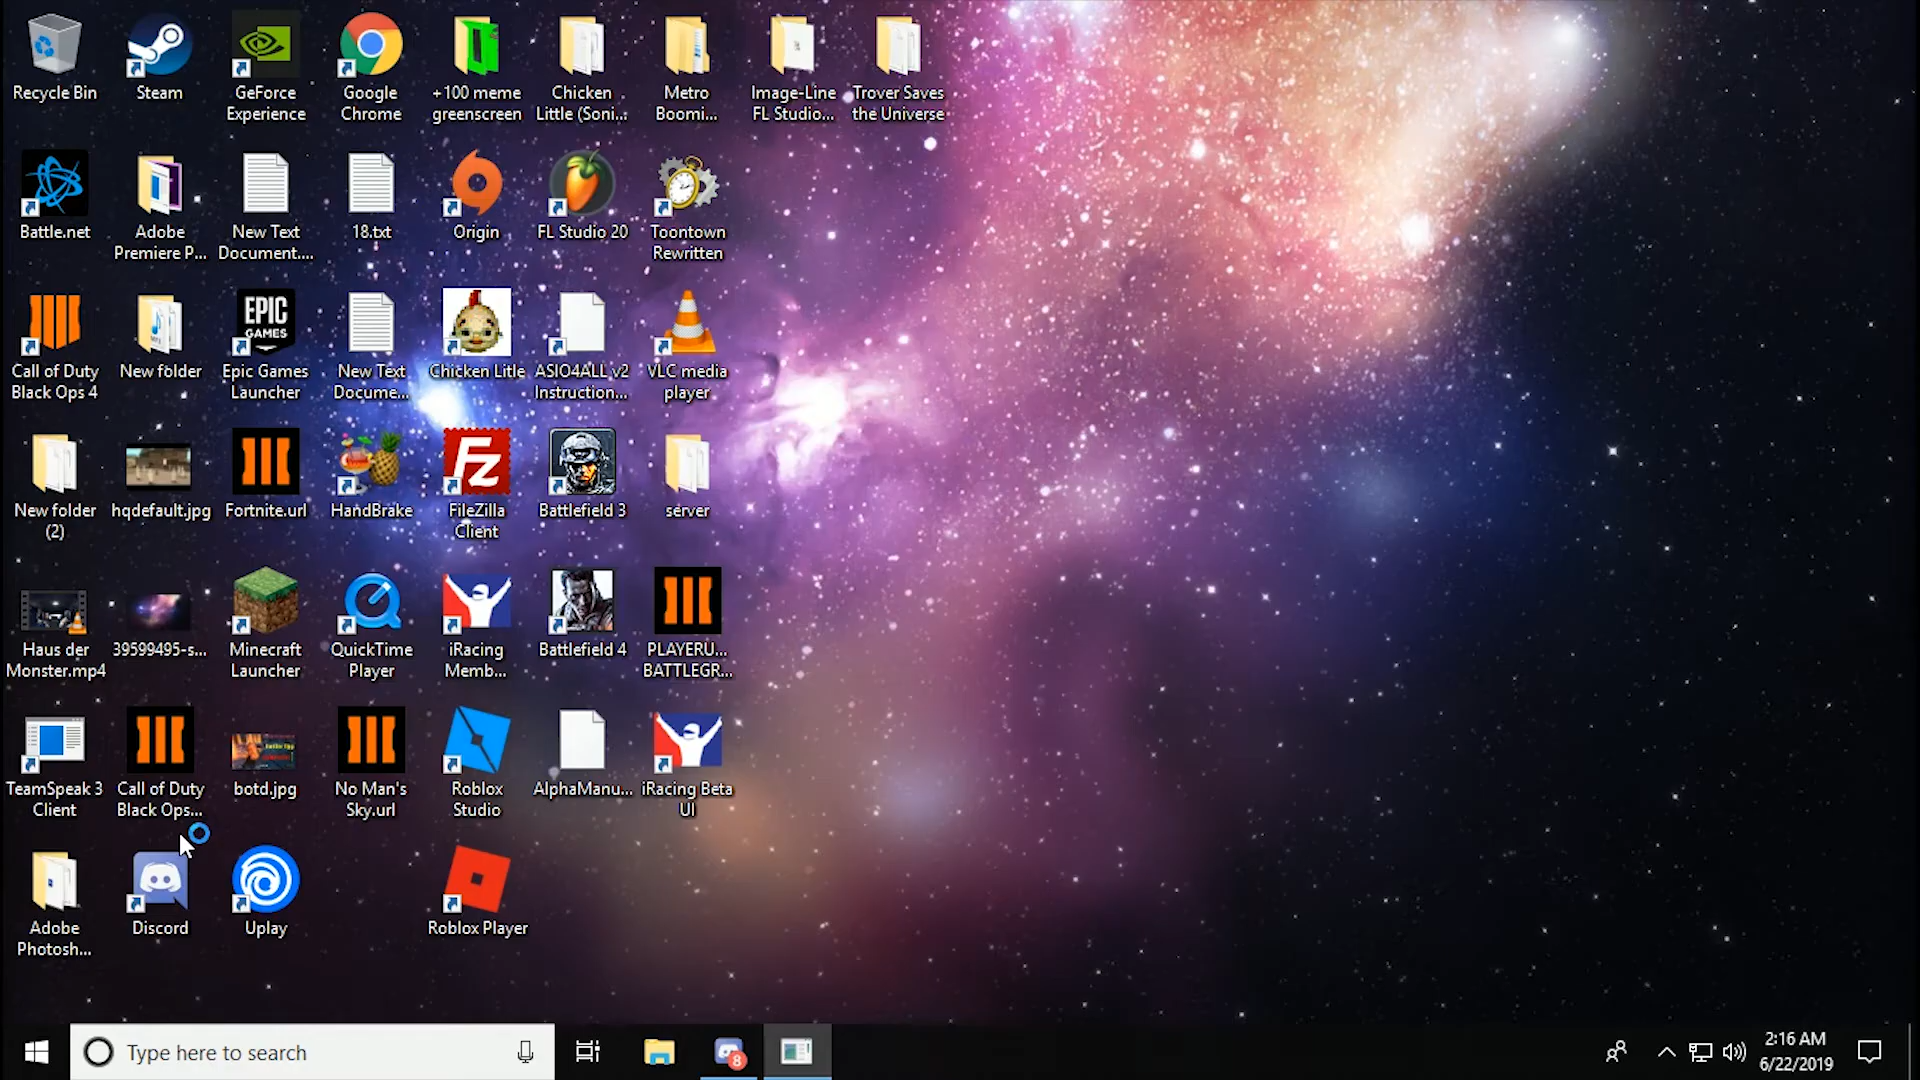 Recycle Bin
Steam
GeForce
Experience
Google
Chrome
+100 meme
greenscreen
Chicken
Little (Soni...
Metro
Boomi...
Image-Line
FL Studio...
Trover Saves
the Universe
Battle.net
Adobe
Premiere P...
New Text
Document....
18.txt
Origin
FL Studio 20
Toontown
Rewritten
Call of Duty
Black Ops 4
New folder
EPIC
GAMES
Epic Games
Launcher
New Text
Docume...
Chicken Litle
ASIO4ALL v2
Instruction...
VLC media
player
New folder
(2)
hqdefault.jpg
Fortnite.url
HandBrake
FZ
FileZilla
Client
Battlefield 3
server
Haus der
Monster.mp4
39599495-s...
Minecraft
Launcher
QuickTime
Player
iRacing
Memb...
Battlefield 4
PLAYERU...
BATTLEGR...
TeamSpeak 3
Client
Call of Duty
Black Ops...
botd.jpg
No Man's
Sky.url
Roblox
Studio
AlphaManu...
iRacing Beta
UI
Adobe
Photosh...
Discord
Uplay
Roblox Player
Type here to search
8
2:16 AM
6/22/2019